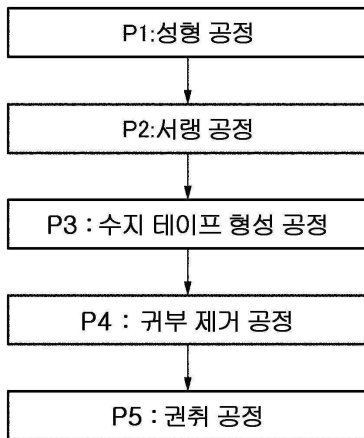 P1:성형 공정
P2:서랭 공정
P3 : 수지 테이프 형성 공정
P4 : 귀부 제거 공정
P5 : 권취 공정